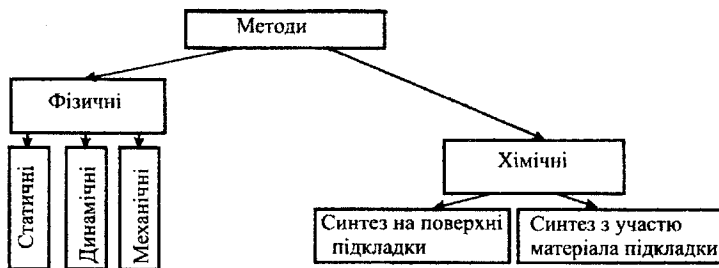 Методи
Фізичні
Хімічні
Статичні
Динамічні
Механічні
Синтез на поверхні
підкладки
Синтез з участю
матеріала підкладки